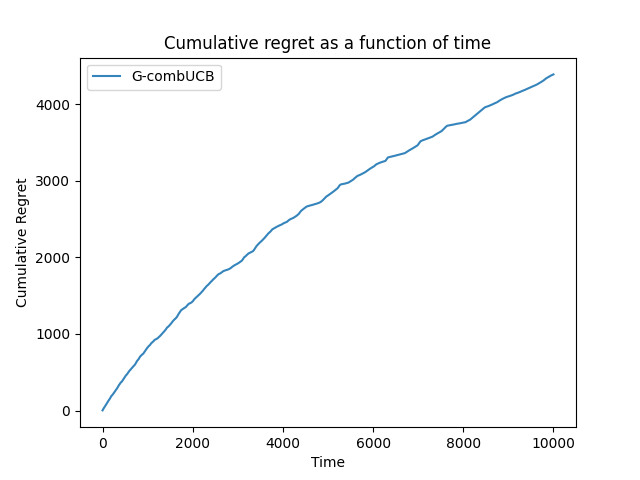 Cumulative regret as a function of time
G-combUCB
Cumulative Regret
4000
3000
2000
1000
0
0 2000 4000 6000 8000 10000
Time